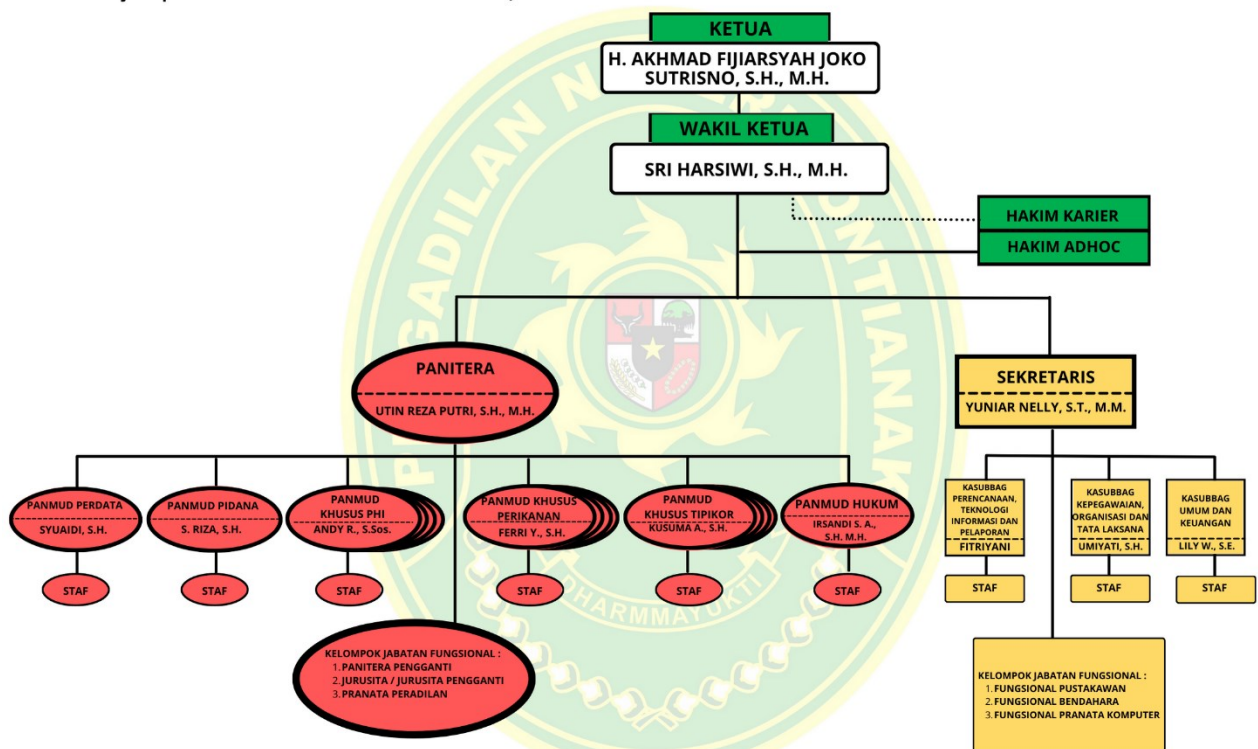 KETUA
H. AKHMAD FIJIARSYAH JOKO
SUTRISNO, S.H., M.H.
WAKIL KETUA
SRI HARSIWI, S.H., M.H.
HAKIM KARIER
HAKIM ADHOC
PANITERA
UTIN REZA PUTRI, S.H., M.H.
SEKRETARIS
YUNIAR NELLY, S.T., M.M.
PANMUD PERDATA
SYUAIDI, S.H.
STAF
PANMUD PIDANA
S. RIZA, S.H.
STAF
PANMUD
KHUSUS PHI
ANDY R., S.Sos.
STAF
PANMUD KHUSUS
PERIKANAN
FERRI Y., S.H.
STAF
PANMUD
KHUSUS TIPIKOR
KUSUMA A., S.H.
STAF
PANMUD HUKUM
IRSANDI S. A.,
S.H. M.H.
STAF
KASUBBAG
PERENCANAAN,
TEKNOLOGI
INFORMASI DAN
PELAPORAN
FITRIYANI
STAF
KASUBBAG
KEPEGAWAIAN,
ORGANISASI DAN
TATA LAKSANA
UMIYATI, S.H.
STAF
KASUBBAG
UMUM DAN
KEUANGAN
LILY W., S.E.
STAF
KELOMPOK JABATAN FUNGSIONAL :
1. PANITERA PENGGANTI
2. JURUSITA / JURUSITA PENGGANTI
3. PRANATA PERADILAN
KELOMPOK JABATAN FUNGSIONAL :
1. FUNGSIONAL PUSTAKAWAN
2. FUNGSIONAL BENDAHARA
3. FUNGSIONAL PRANATA KOMPUTER
DHARMMAYUKTI